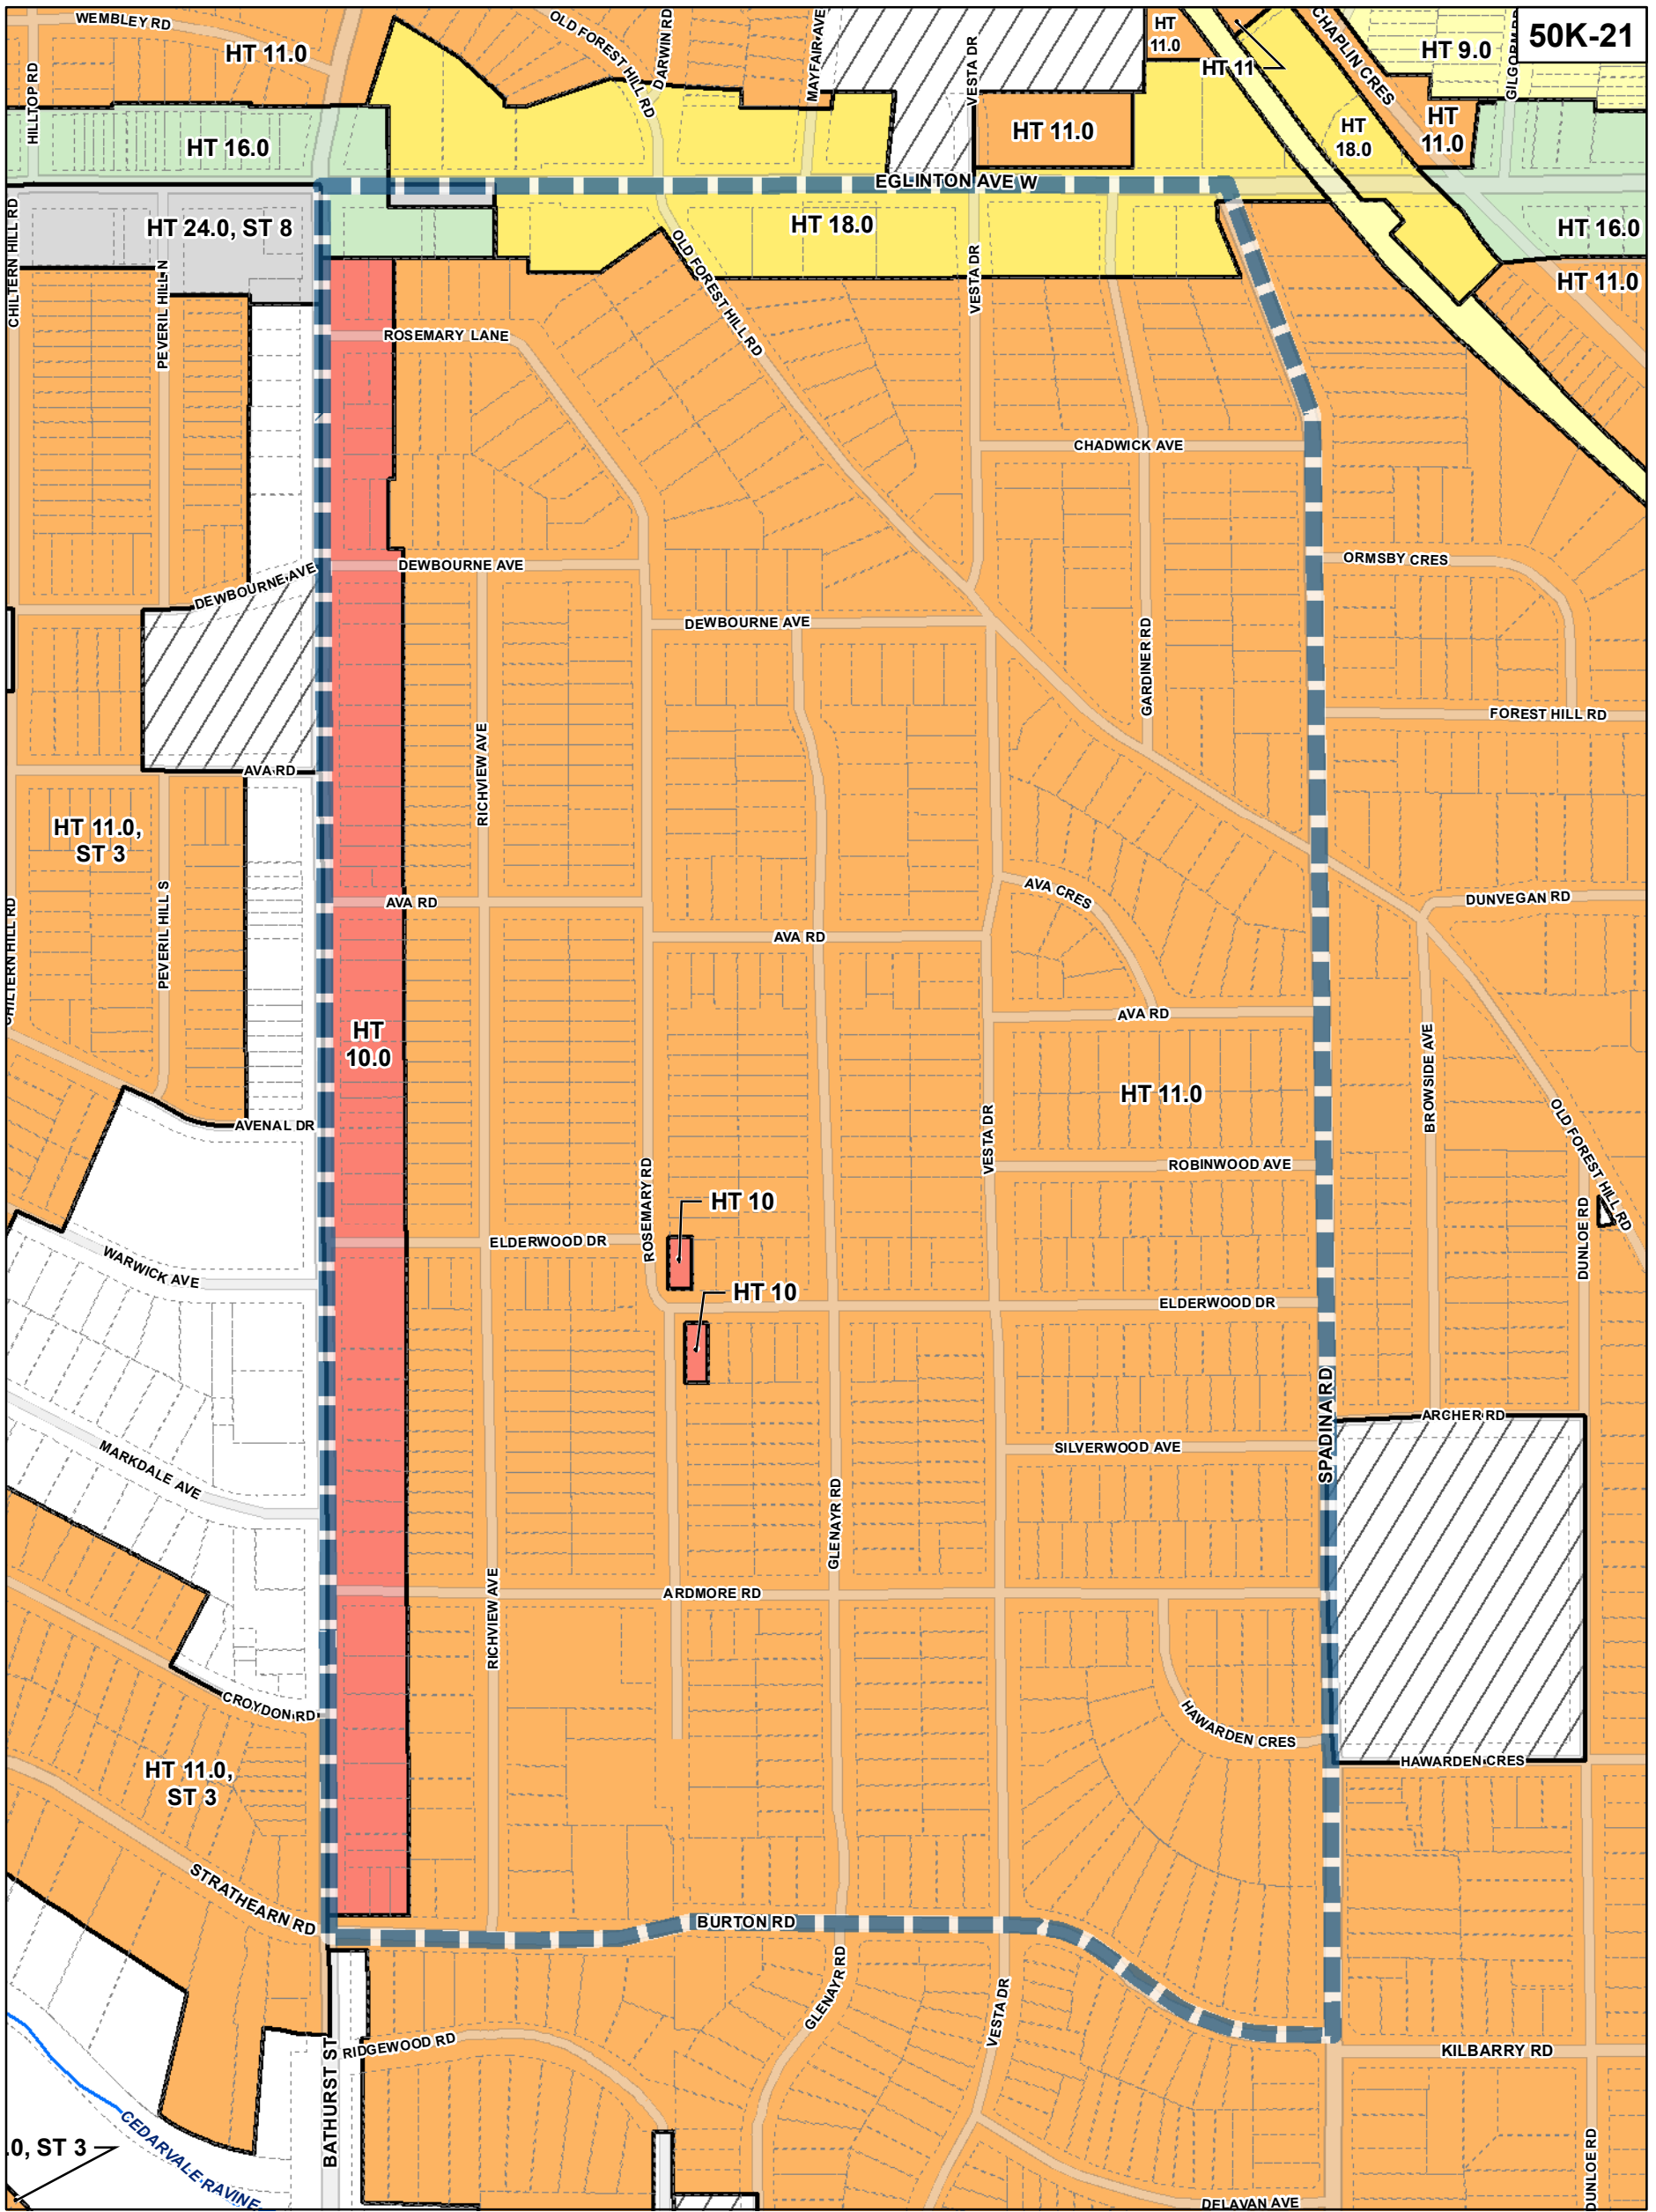 WEMBLEY RD
HILLTOP RD
HT 11.0
OLD FOREST HILL RD
DARWIN RD
MAYFAIR AVE
VESTA DR
HT
11.0
HT 11
CHAPLIN CRES
HT 9.0
50K-21
HT 16.0
HT 11.0
HT
18.0
HT
11.0
EGLINTON AVE W
CHILTERN HILL RD
HT 24.0, ST 8
HT 18.0
HT 16.0
PEVERIL HILL N
OLD FOREST HILL RD
VESTA DR
HT 11.0
ROSEMARY LANE
CHADWICK AVE
DEWBOURNE AVE
DEWBOURNE AVE
DEWBOURNE AVE
ORMSBY CRES
GARDINER RD
FOREST HILL RD
RICHVIEW AVE
AVA RD
HT 11.0,
ST 3
PEVERIL HILL S
CHILTERN HILL RD
AVA RD
AVA RD
AVA CRES
AVA RD
DUNVEGAN RD
HT
10.0
HT 11.0
BROWSIDE AVE
OLD FOREST HILL RD
AVENAL DR
VESTA DR
ROBINWOOD AVE
ROSEMARY RD
HT 10
DUNLOE RD
ELDERWOOD DR
WARWICK AVE
HT 10
ELDERWOOD DR
SPADINA RD
ARCHER RD
MARKDALE AVE
SILVERWOOD AVE
GLENAYR RD
RICHVIEW AVE
ARDMORE RD
CROYDON RD
HAWARDEN CRES
HAWARDEN CRES
HT 11.0,
ST 3
STRATHEARN RD
BURTON RD
GLENAYR RD
VESTA DR
BATHURST ST
RIDGEWOOD RD
KILBARRY RD
.0, ST 3
CEDARVALE RAVINE
DUNLOE RD
DELAVAN AVE